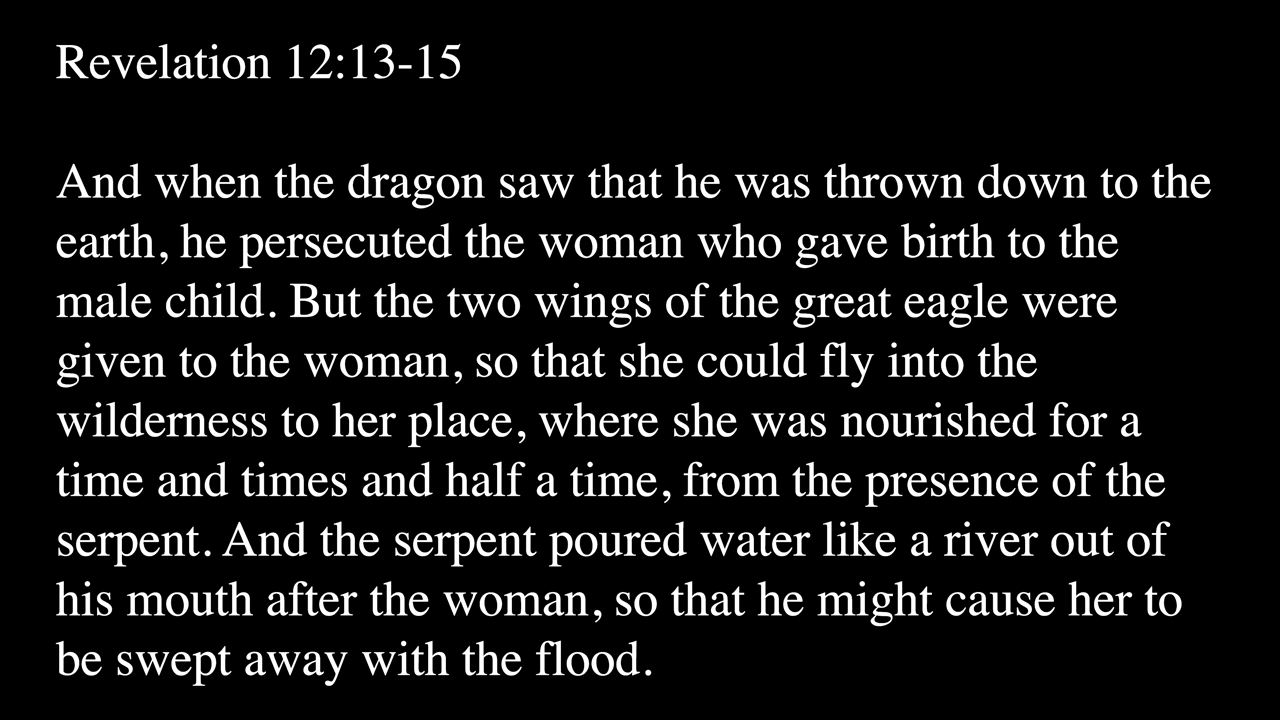 Revelation 12:13-15
And when the dragon saw that he was thrown down to the
earth, he persecuted the woman who gave birth to the
male child. But the two wings of the great eagle were
given to the woman, so that she could fly into the
wilderness to her place, where she was nourished for a
time and times and half a time, from the presence of the
serpent. And the serpent poured water like a river out of
his mouth after the woman, so that he might cause her to
be swept away with the flood.